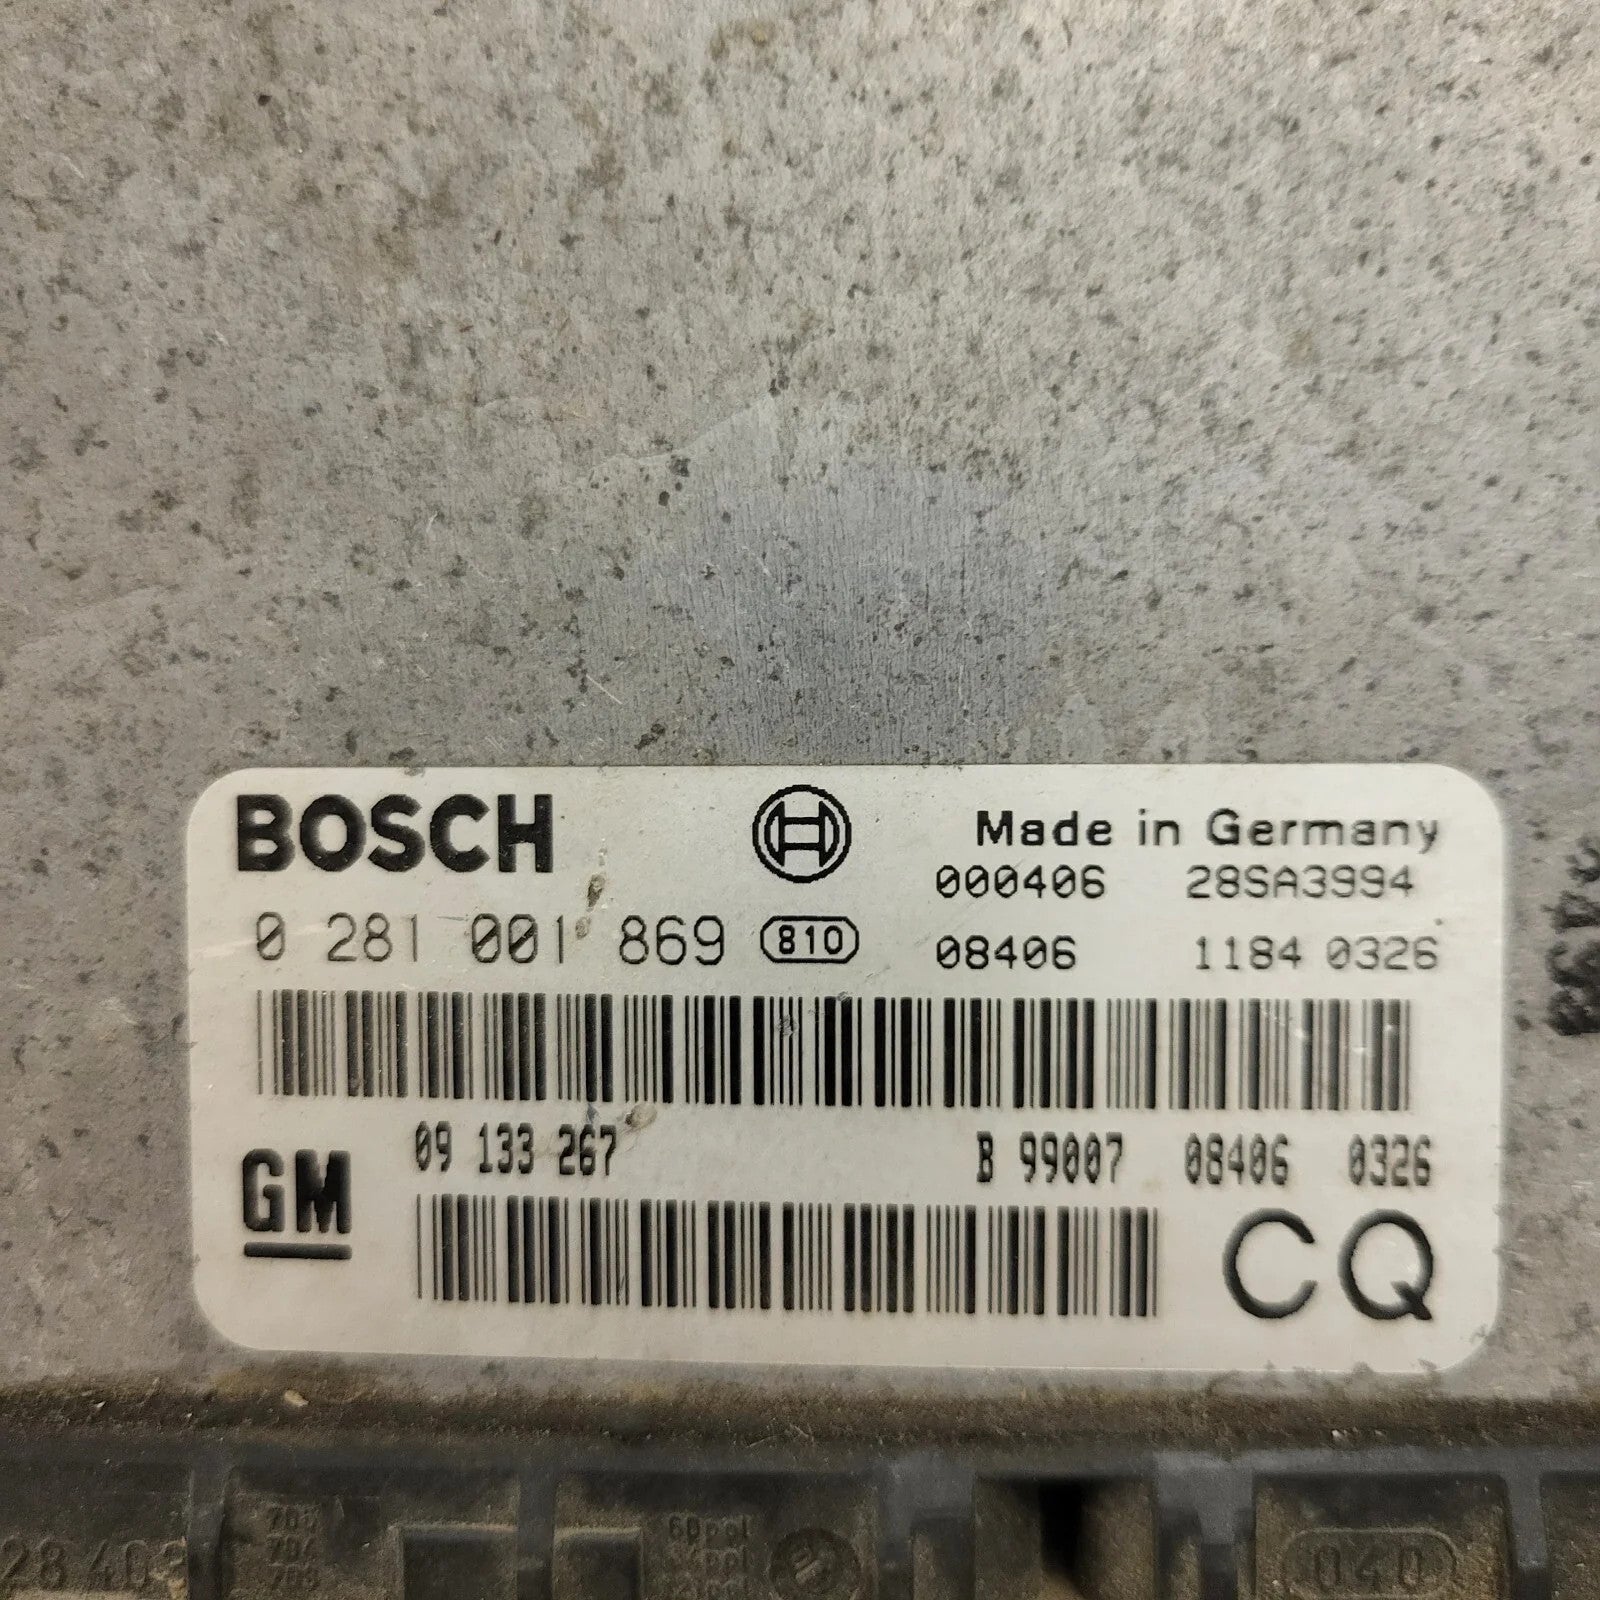 BOSCH
Made in Germany
000406 28SA3994
0 281 001 869 810 08406 1184 0326
GM
09 133 267 B 99007 08406 0326
CQ
040